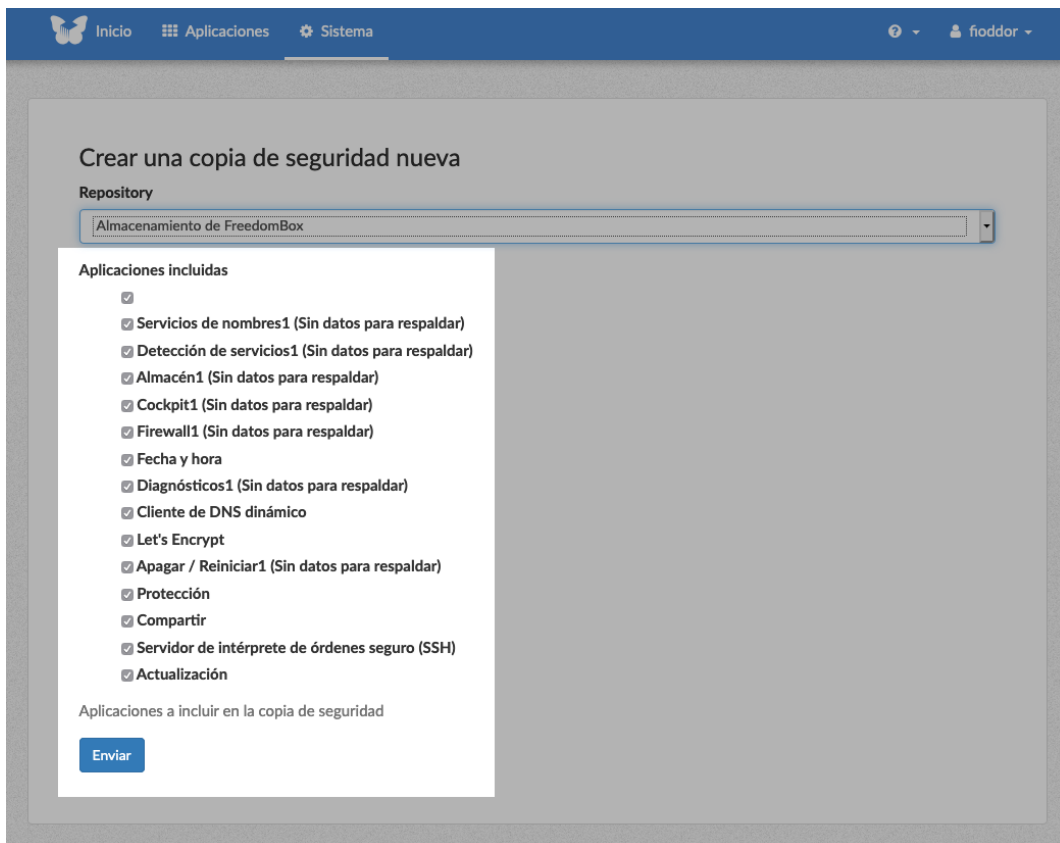 Inicio Aplicaciones Sistema fioddor
Crear una copia de seguridad nueva
Repository
Almacenamiento de FreedomBox
Aplicaciones incluidas
Servicios de nombres1 (Sin datos para respaldar)
Detección de servicios1 (Sin datos para respaldar)
Almacén1 (Sin datos para respaldar)
Cockpit1 (Sin datos para respaldar)
Firewall1 (Sin datos para respaldar)
Fecha y hora
Diagnósticos1 (Sin datos para respaldar)
Cliente de DNS dinámico
Let's Encrypt
Apagar / Reiniciar1 (Sin datos para respaldar)
Protección
Compartir
Servidor de intérprete de órdenes seguro (SSH)
Actualización
Aplicaciones a incluir en la copia de seguridad
Enviar